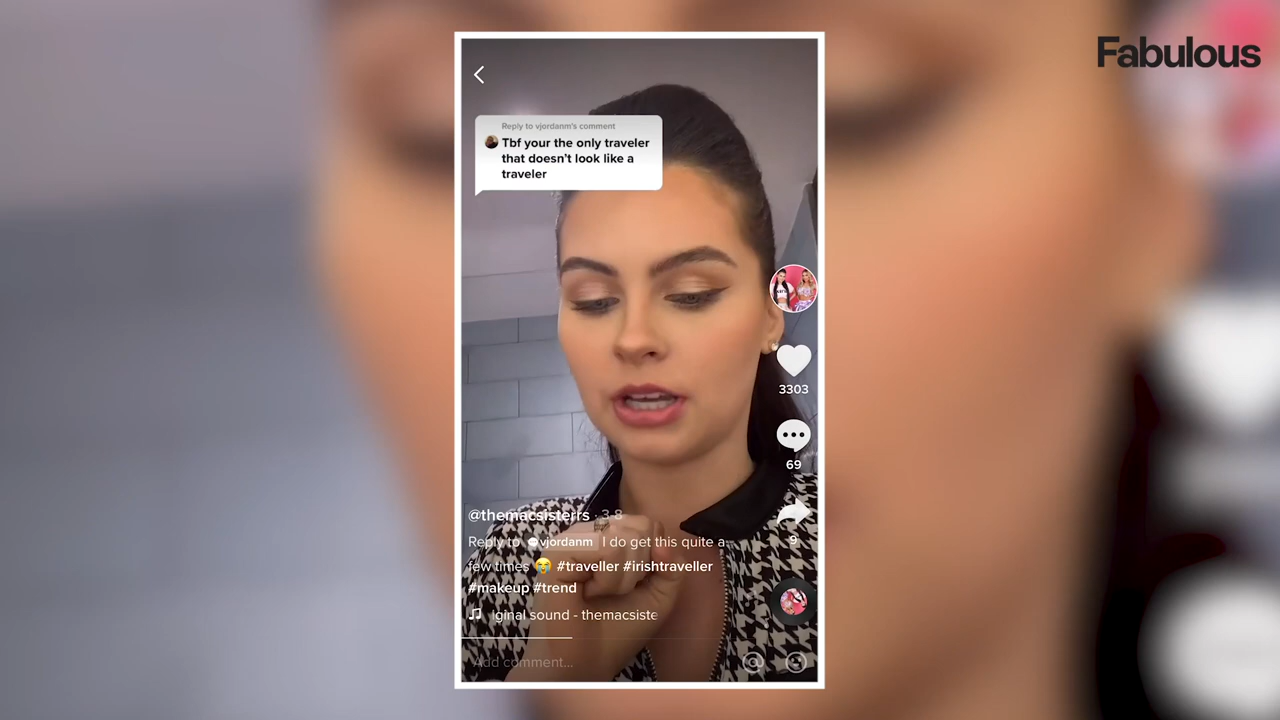 Fabulous
Reply to vjordanm's comment
Tbf your the only traveler
that doesn't look like a
traveler
3303
69
9
@themacsisterrs · 3-8
Reply to vjordanm I do get this quite a
few times 😭 #traveller #irishtraveller
#makeup #trend
iginal sound - themacsiste
Add comment...